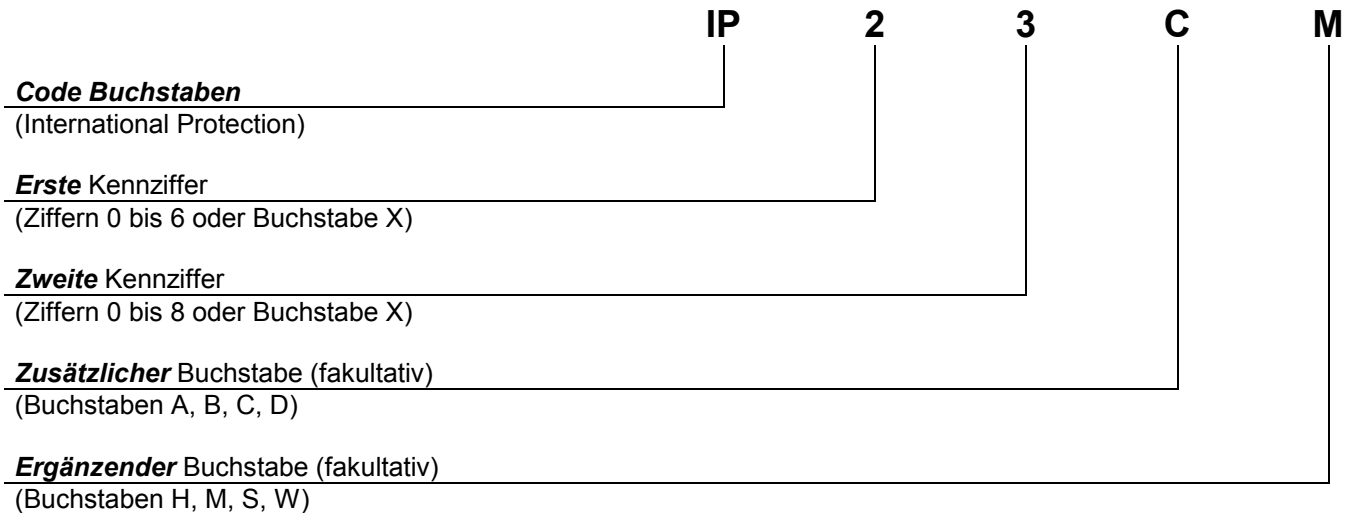 IP 2 3 C M
Code Buchstaben
(International Protection)
Erste Kennziffer
(Ziffern 0 bis 6 oder Buchstabe X)
Zweite Kennziffer
(Ziffern 0 bis 8 oder Buchstabe X)
Zusätzlicher Buchstabe (fakultativ)
(Buchstaben A, B, C, D)
Ergänzender Buchstabe (fakultativ)
(Buchstaben H, M, S, W)